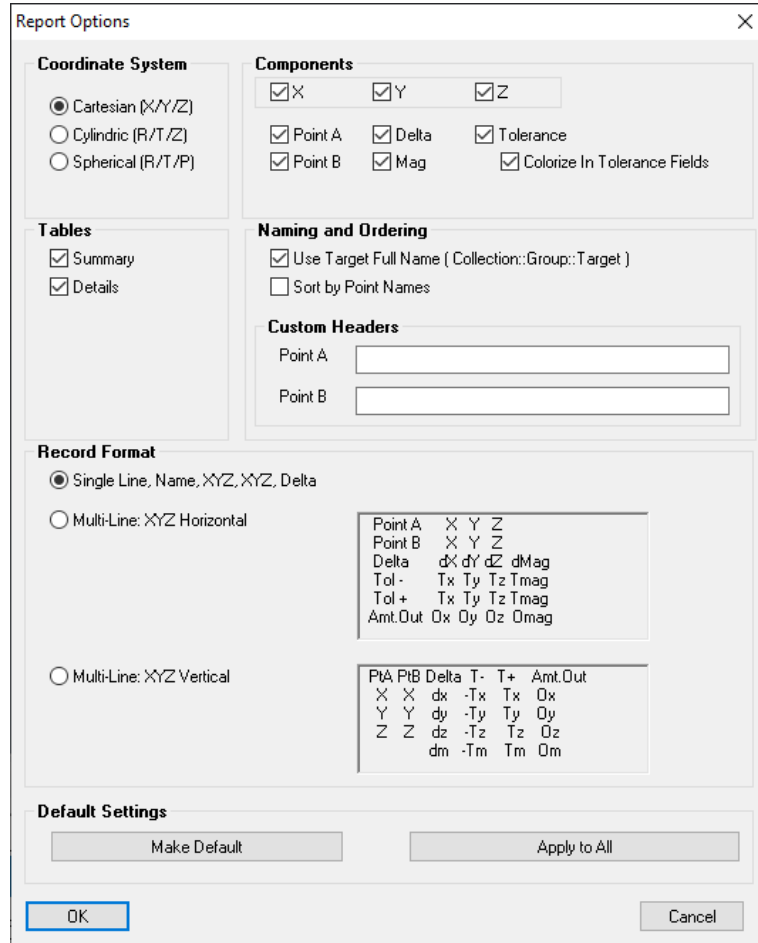 Report Options
Coordinate System
Cartesian (X/Y/Z)
Cylindric (R/T/Z)
Spherical (R/T/P)
Components
X Y Z
Point A Delta Tolerance
Point B Mag Colorize In Tolerance Fields
Tables
Summary
Details
Naming and Ordering
Use Target Full Name ( Collection::Group::Target )
Sort by Point Names
Custom Headers
Point A
Point B
Record Format
Single Line, Name, XYZ, XYZ, Delta
Multi-Line: XYZ Horizontal
Point A X Y Z
Point B X Y Z
Delta dX dY dZ dMag
Tol - Tx Ty Tz Tmag
Tol + Tx Ty Tz Tmag
Amt.Out Ox Oy Oz Omag
Multi-Line: XYZ Vertical
PtA PtB Delta T- T+ Amt.Out
X X dx -Tx Tx Ox
Y Y dy -Ty Ty Oy
Z Z dz -Tz Tz Oz
dm -Tm Tm Om
Default Settings
Make Default Apply to All
OK Cancel